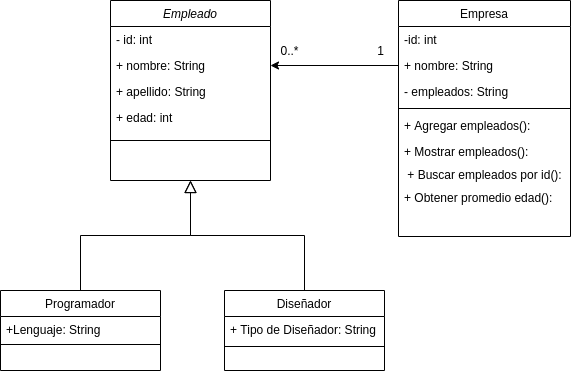 Empleado
- id: int
+ nombre: String
+ apellido: String
+ edad: int
0..*
1
Empresa
-id: int
+ nombre: String
- empleados: String
+ Agregar empleados():
+ Mostrar empleados():
+ Buscar empleados por id():
+ Obtener promedio edad():
Programador
+Lenguaje: String
Diseñador
+ Tipo de Diseñador: String